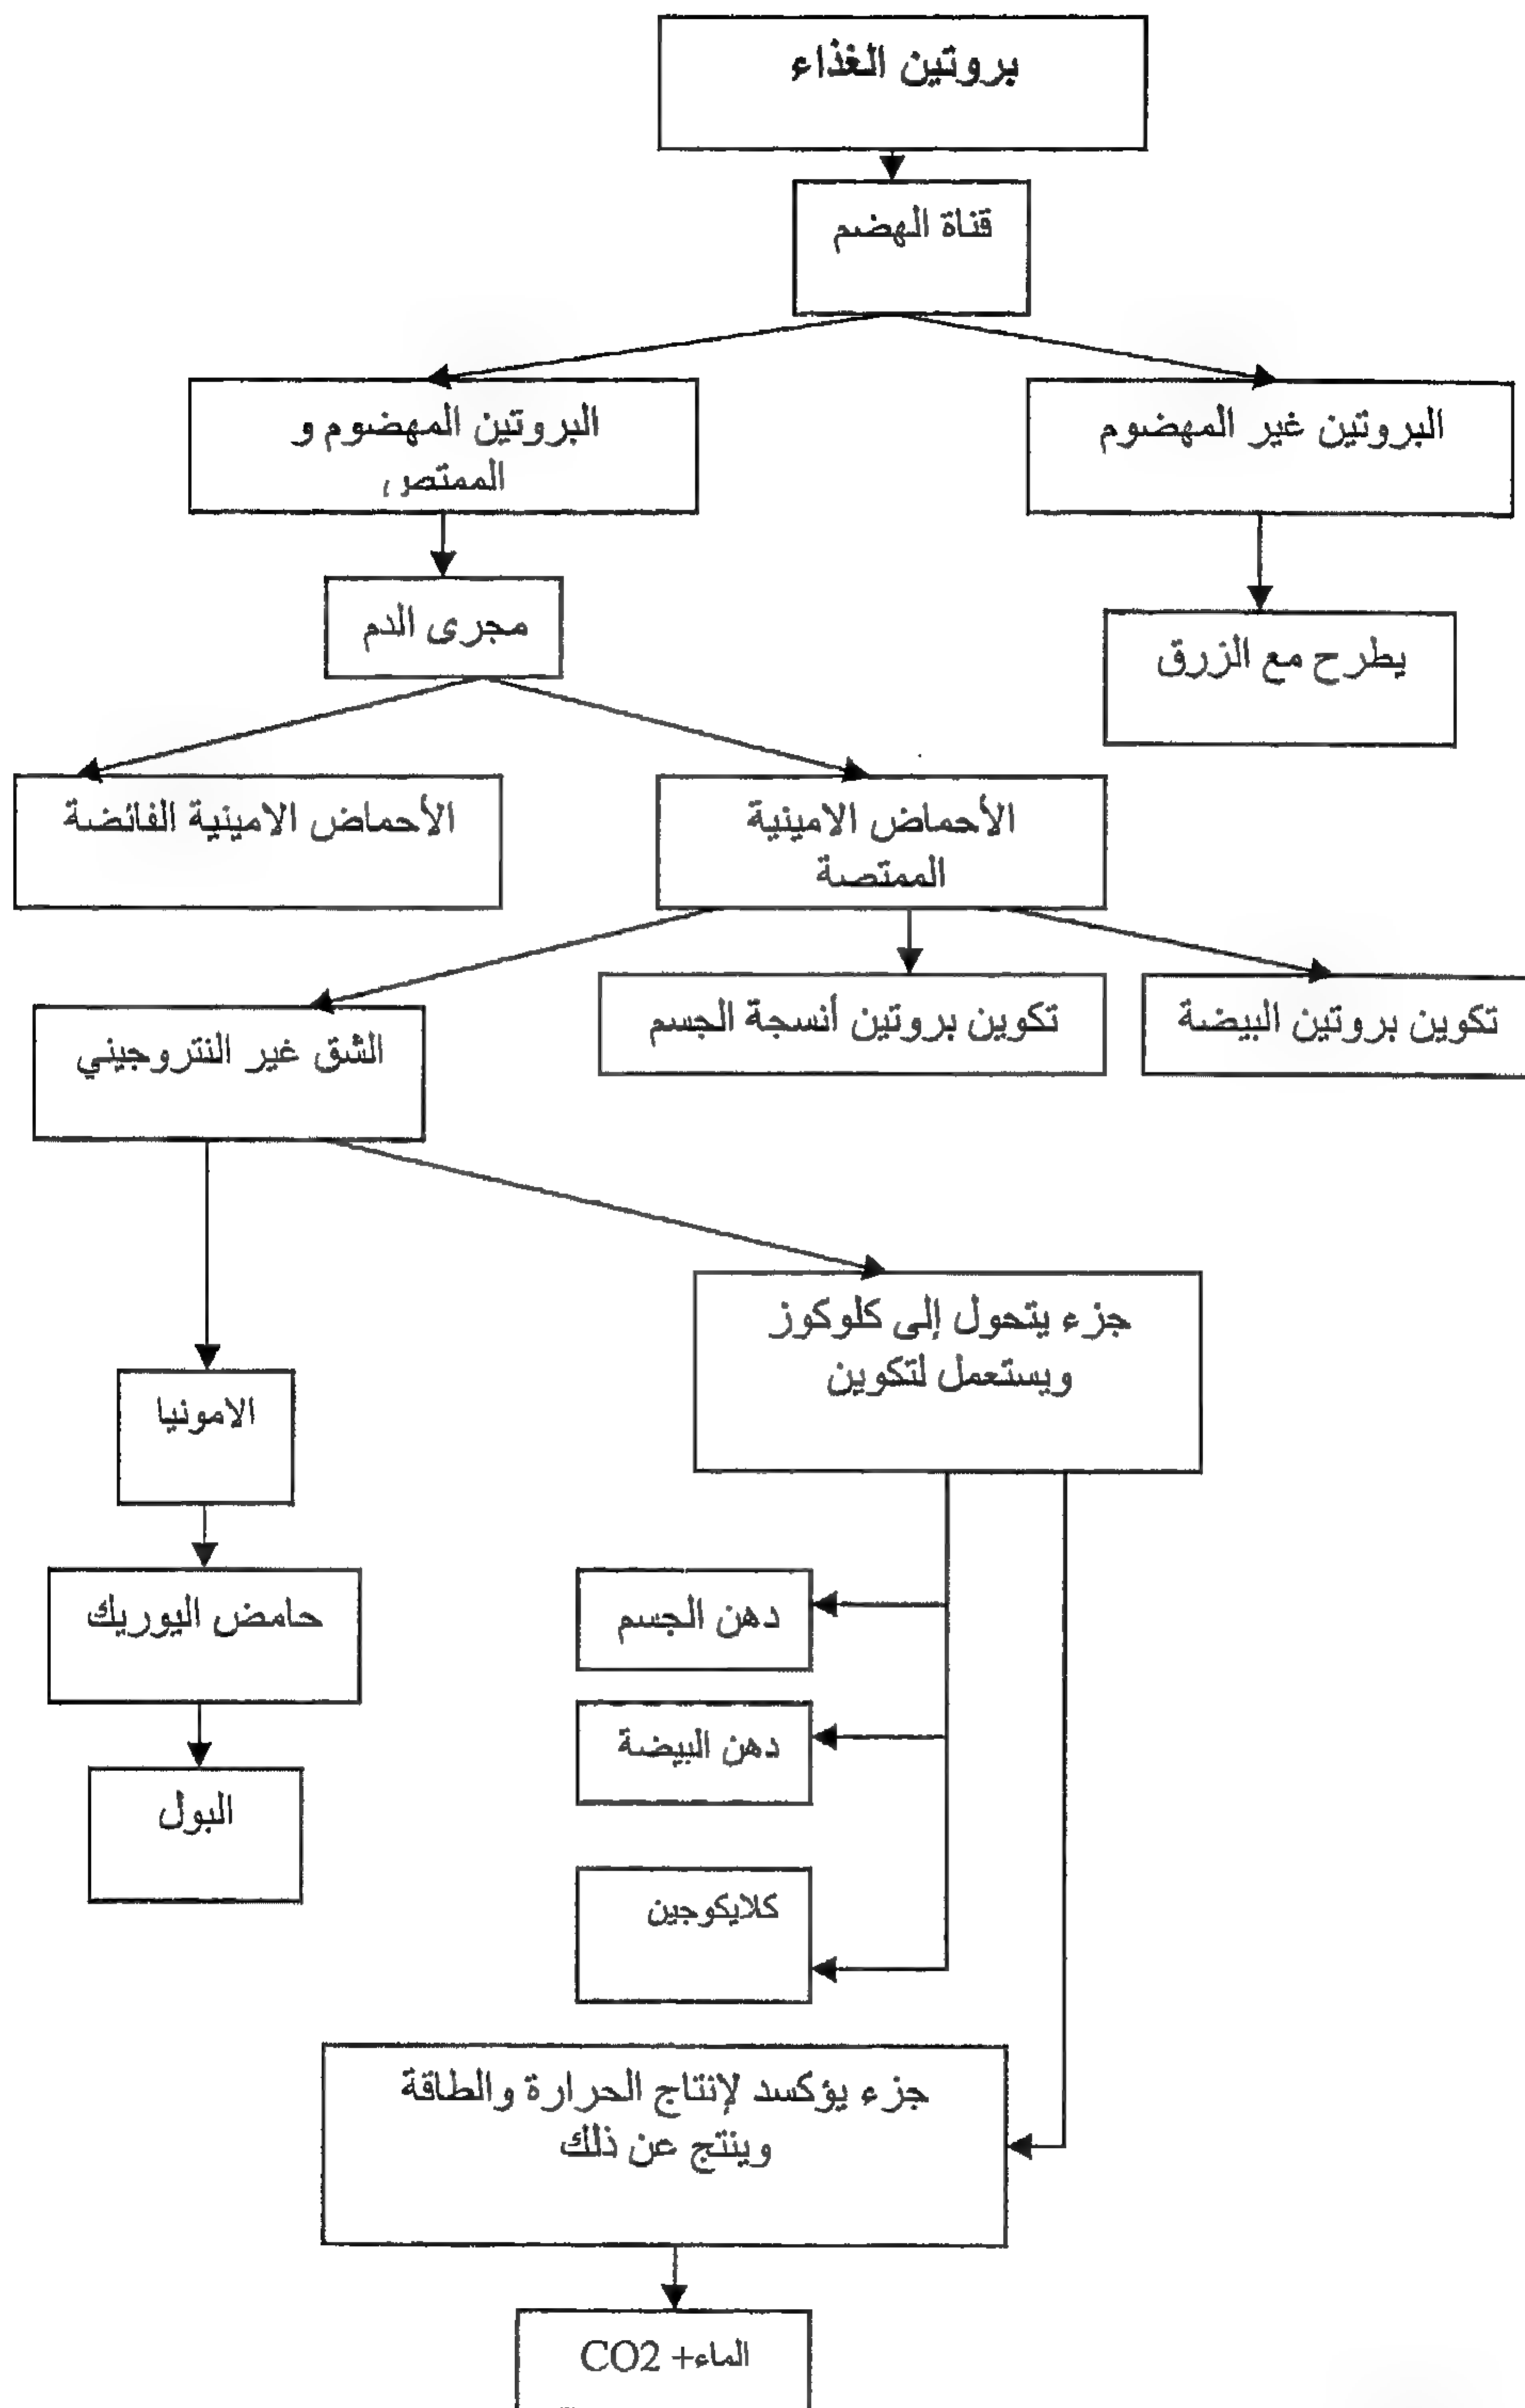 بروتين الغذاء
قناة الهضم
البروتين غير المهضوم
البروتين المهضوم و
الممتص
مجرى الدم
يطرح مع الزرق
الأحماض الامينية
الممتصة
الأحماض الامينية الفائضة
تكوين بروتين البيضة
تكوين بروتين أنسجة الجسم
الشق غير النتروجيني
جزء يتحول إلى كلوكوز
ويستعمل لتكوين
الامونيا
دهن الجسم
حامض اليوريك
دهن البيضة
البول
كلايكوجين
جزء يؤكسد لإنتاج الحرارة والطاقة
وينتج عن ذلك
الماء+ CO2